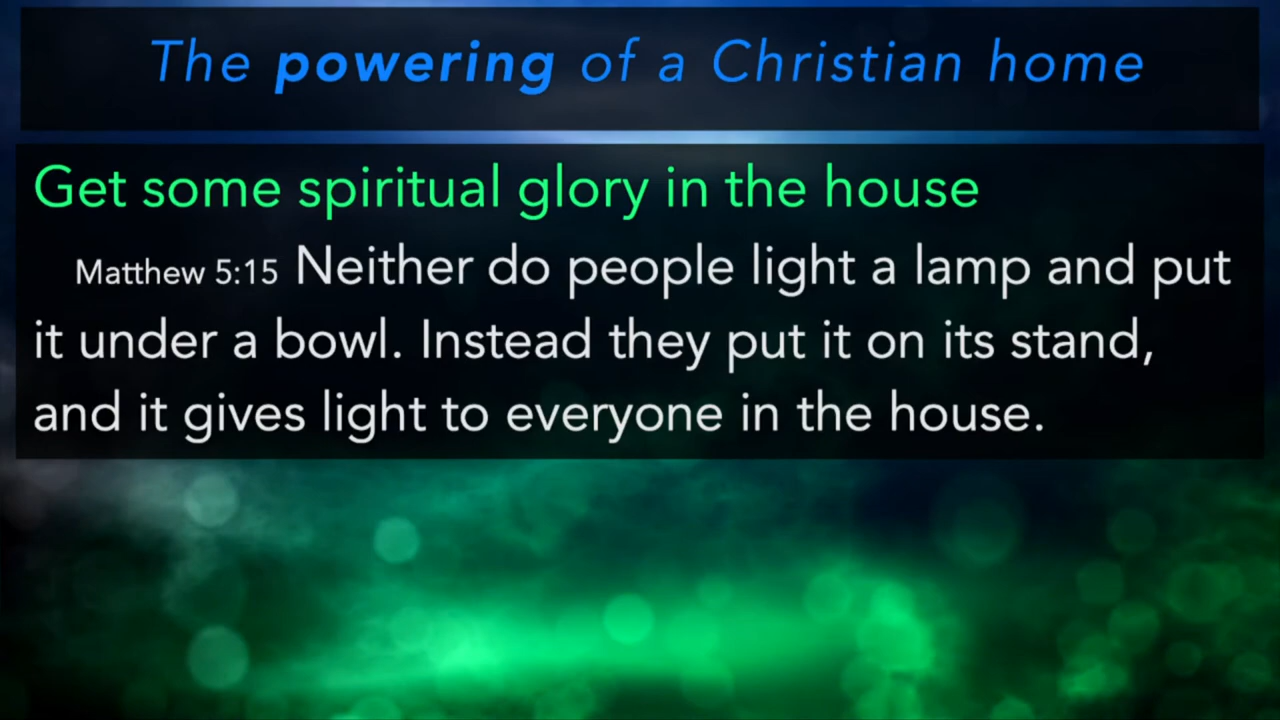 The powering of a Christian home
Get some spiritual glory in the house
Matthew 5:15 Neither do people light a lamp and put
it under a bowl. Instead they put it on its stand,
and it gives light to everyone in the house.